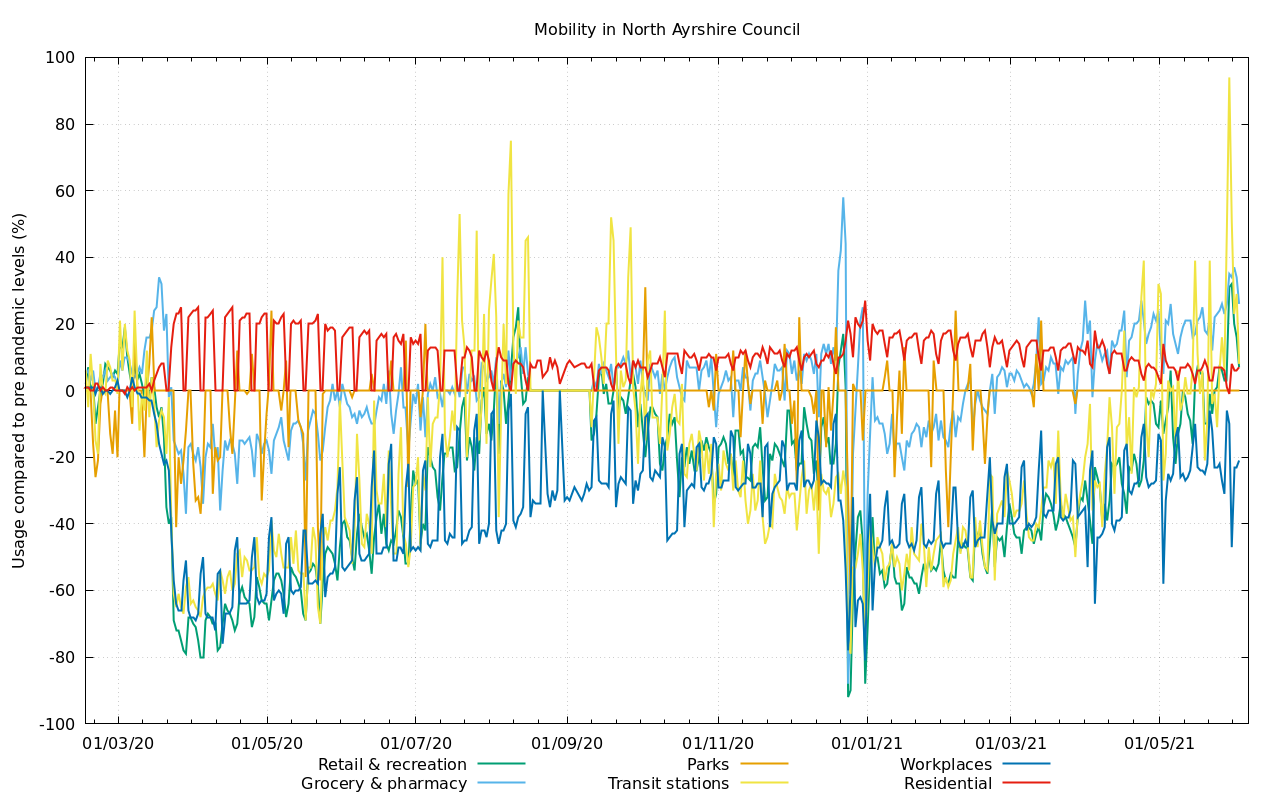 Mobility in North Ayrshire Council
Usage compared to pre pandemic levels (%)
100
80
60
40
20
0
-20
-40
-60
-80
-100
01/03/20 01/05/20 01/07/20 01/09/20 01/11/20 01/01/21 01/03/21 01/05/21
Retail & recreation Parks Workplaces
Grocery & pharmacy Transit stations Residential